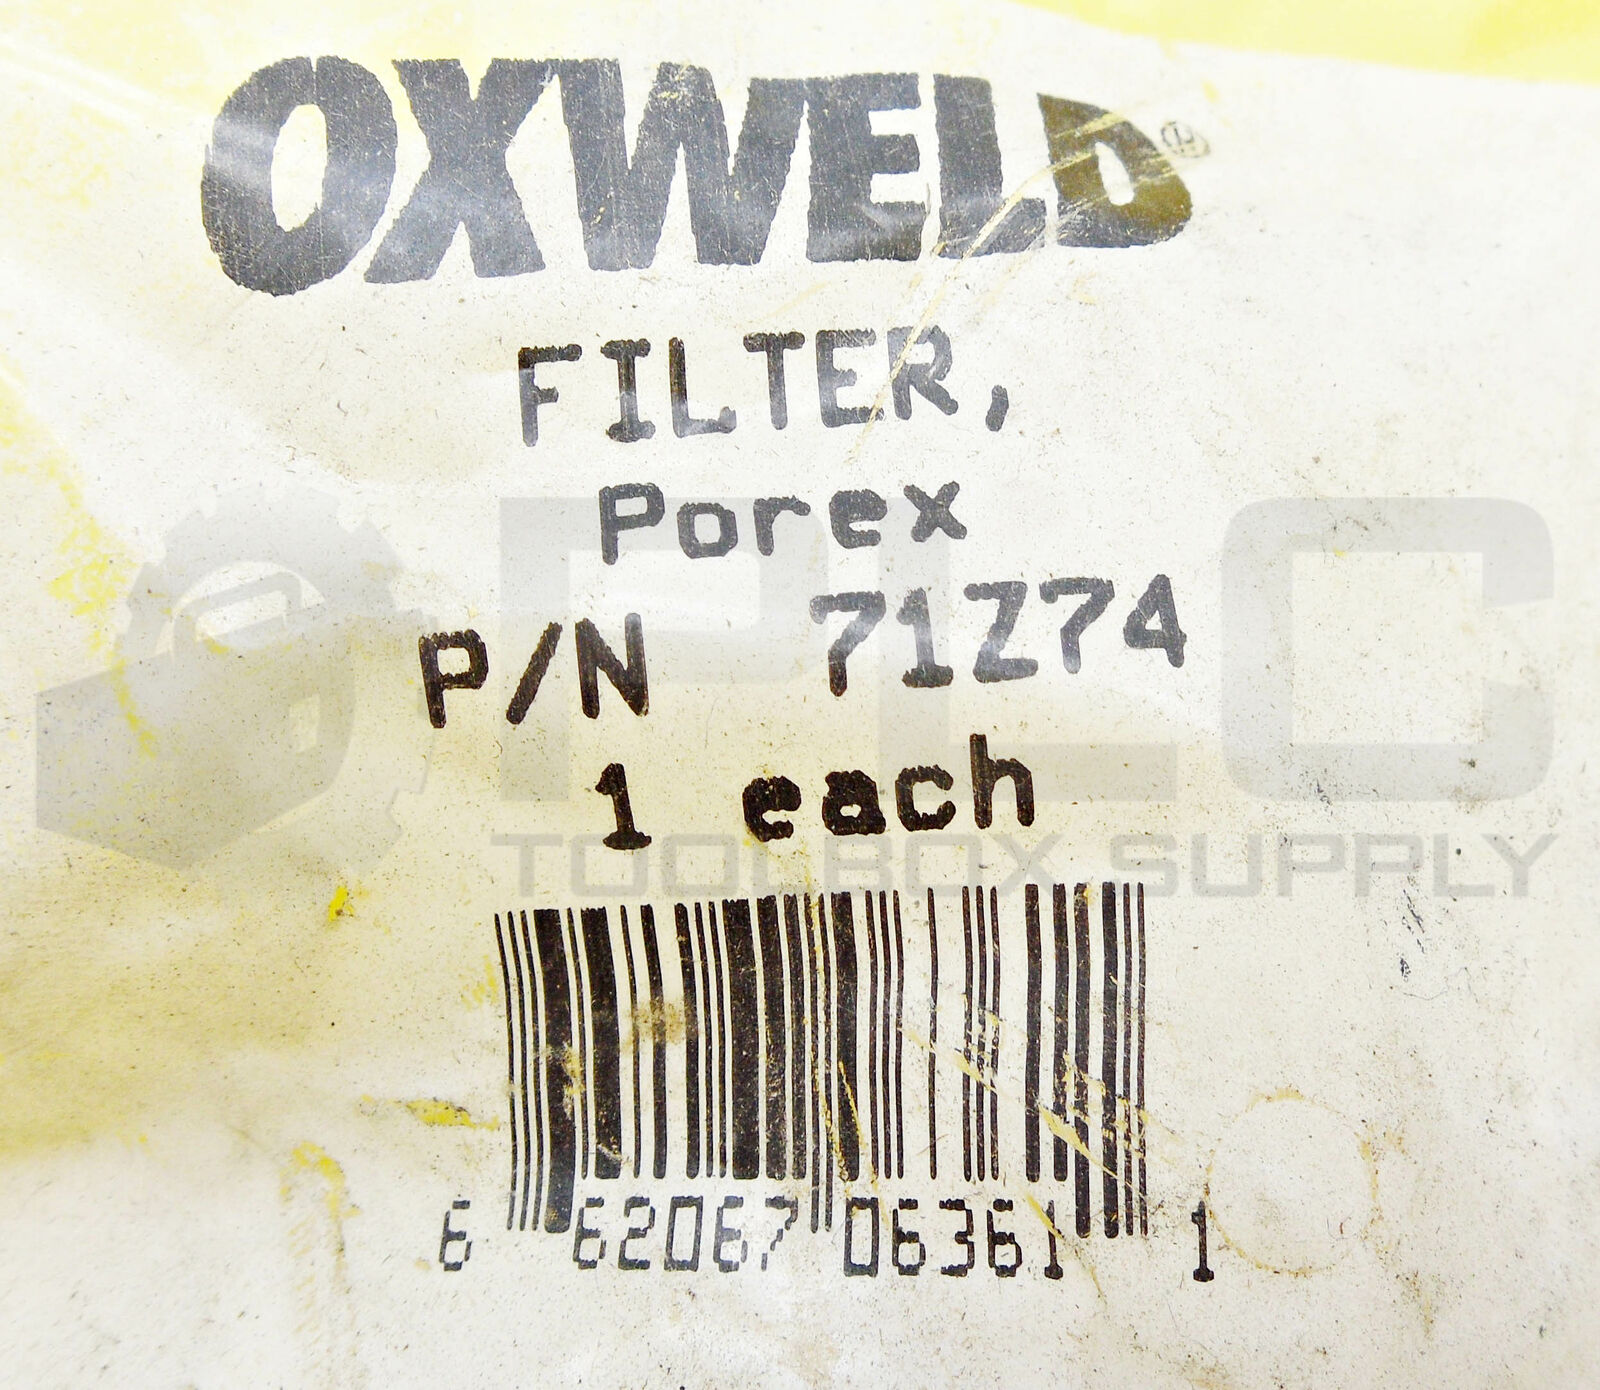 OXWELD®
FILTER,
Porex
P/N 71Z74
1 each
PLC
TOOLBOX SUPPLY
6 62067 06361 1